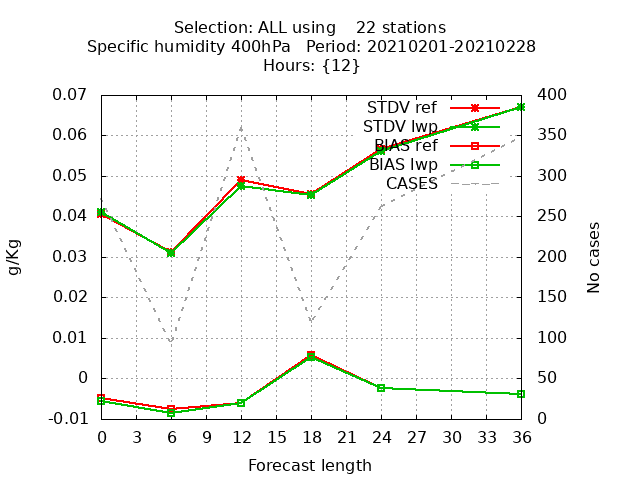 Selection: ALL using    22 stations
Specific humidity 400hPa   Period: 20210201-20210228
Hours: {12}
0.07
0.06
0.05
0.04
0.03
0.02
0.01
0
-0.01
g/Kg
STDV ref
STDV lwp
BIAS ref
BIAS lwp
CASES
400
350
300
250
200
150
100
50
0
No cases
0 3 6 9 12 15 18 21 24 27 30 33 36
Forecast length